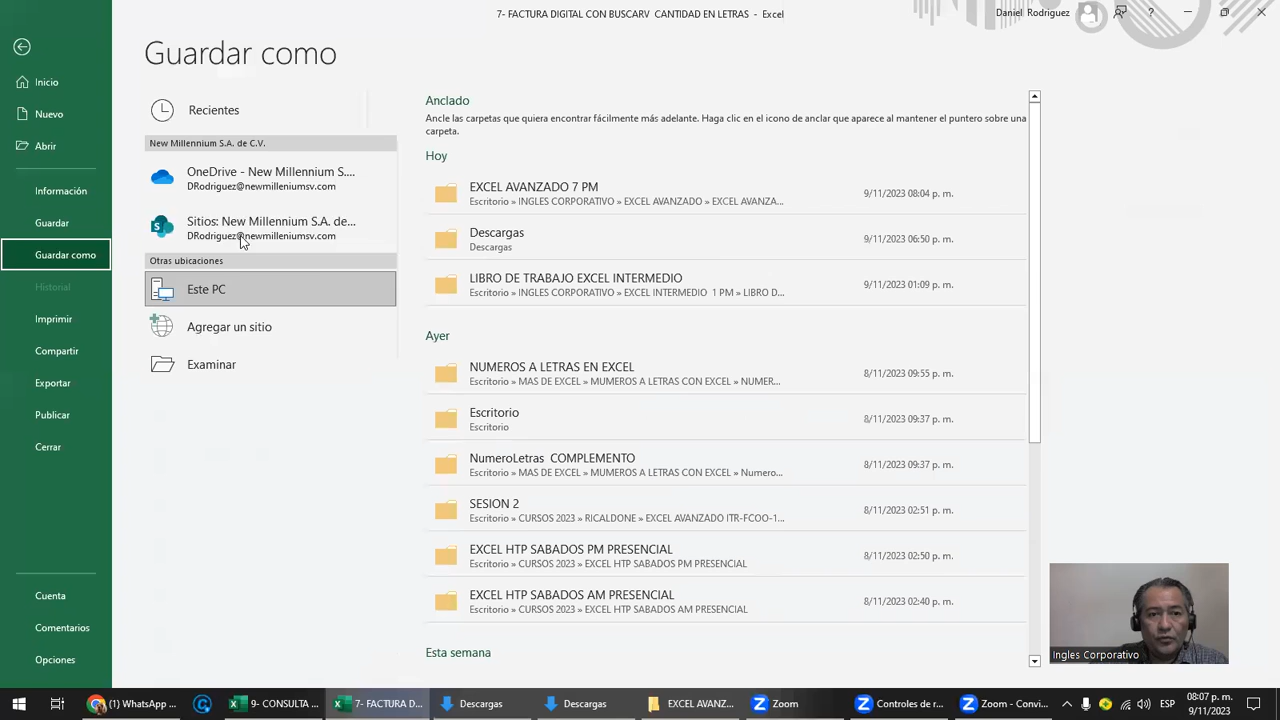 7- FACTURA DIGITAL CON BUSCARV  CANTIDAD EN LETRAS  -  Excel
Daniel Rodriguez
?
Guardar como
Inicio
Nuevo
Abrir
Información
Guardar
Guardar como
Historial
Imprimir
Compartir
Exportar
Publicar
Cerrar
Cuenta
Comentarios
Opciones
Recientes
New Millennium S.A. de C.V.
OneDrive - New Millennium S....
DRodriguez@newmilleniumsv.com
Sitios: New Millennium S.A. de...
DRodriguez@newmilleniumsv.com
Otras ubicaciones
Este PC
Agregar un sitio
Examinar
Anclado
Ancle las carpetas que quiera encontrar fácilmente más adelante. Haga clic en el icono de anclar que aparece al mantener el puntero sobre una
carpeta.
Hoy
EXCEL AVANZADO 7 PM
9/11/2023 08:04 p. m.
Escritorio » INGLES CORPORATIVO » EXCEL AVANZADO » EXCEL AVANZA...
Descargas
9/11/2023 06:50 p. m.
Descargas
LIBRO DE TRABAJO EXCEL INTERMEDIO
9/11/2023 01:09 p. m.
Escritorio » INGLES CORPORATIVO » EXCEL INTERMEDIO  1 PM » LIBRO D...
Ayer
NUMEROS A LETRAS EN EXCEL
8/11/2023 09:55 p. m.
Escritorio » MAS DE EXCEL » MUMEROS A LETRAS CON EXCEL » NUMER...
Escritorio
8/11/2023 09:37 p. m.
Escritorio
NumeroLetras  COMPLEMENTO
8/11/2023 09:37 p. m.
Escritorio » MAS DE EXCEL » MUMEROS A LETRAS CON EXCEL » Numero...
SESION 2
8/11/2023 02:51 p. m.
Escritorio » CURSOS 2023 » RICALDONE » EXCEL AVANZADO ITR-FCOO-1...
EXCEL HTP SABADOS PM PRESENCIAL
8/11/2023 02:50 p. m.
Escritorio » CURSOS 2023 » EXCEL HTP SABADOS PM PRESENCIAL
EXCEL HTP SABADOS AM PRESENCIAL
8/11/2023 02:40 p. m.
Escritorio » CURSOS 2023 » EXCEL HTP SABADOS AM PRESENCIAL
Esta semana
Ingles Corporativo
(1) WhatsApp ...
9- CONSULTA ...
7- FACTURA D...
Descargas
Descargas
EXCEL AVANZ...
Zoom
Controles de r...
Zoom - Convi...
ESP
08:07 p. m.
9/11/2023